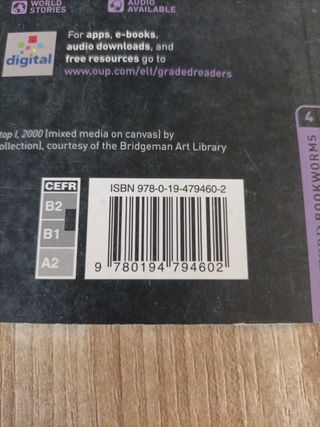 WORLD
STORIES
AUDIO
AVAILABLE
digital
For apps, e-books,
audio downloads, and
free resources go to
www.oup.com/elt/gradedreaders
top I, 2000 (mixed media on canvas) by
ollection), courtesy of the Bridgeman Art Library
4
BOOKWORMS
CEFR
B2
B1
A2
ISBN 978-0-19-479460-2
9 780194 794602